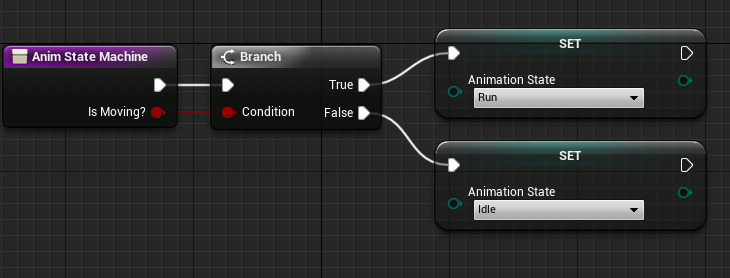 Anim State Machine
Is Moving?
Branch
Condition
True
False
SET
Animation State
Run
SET
Animation State
Idle